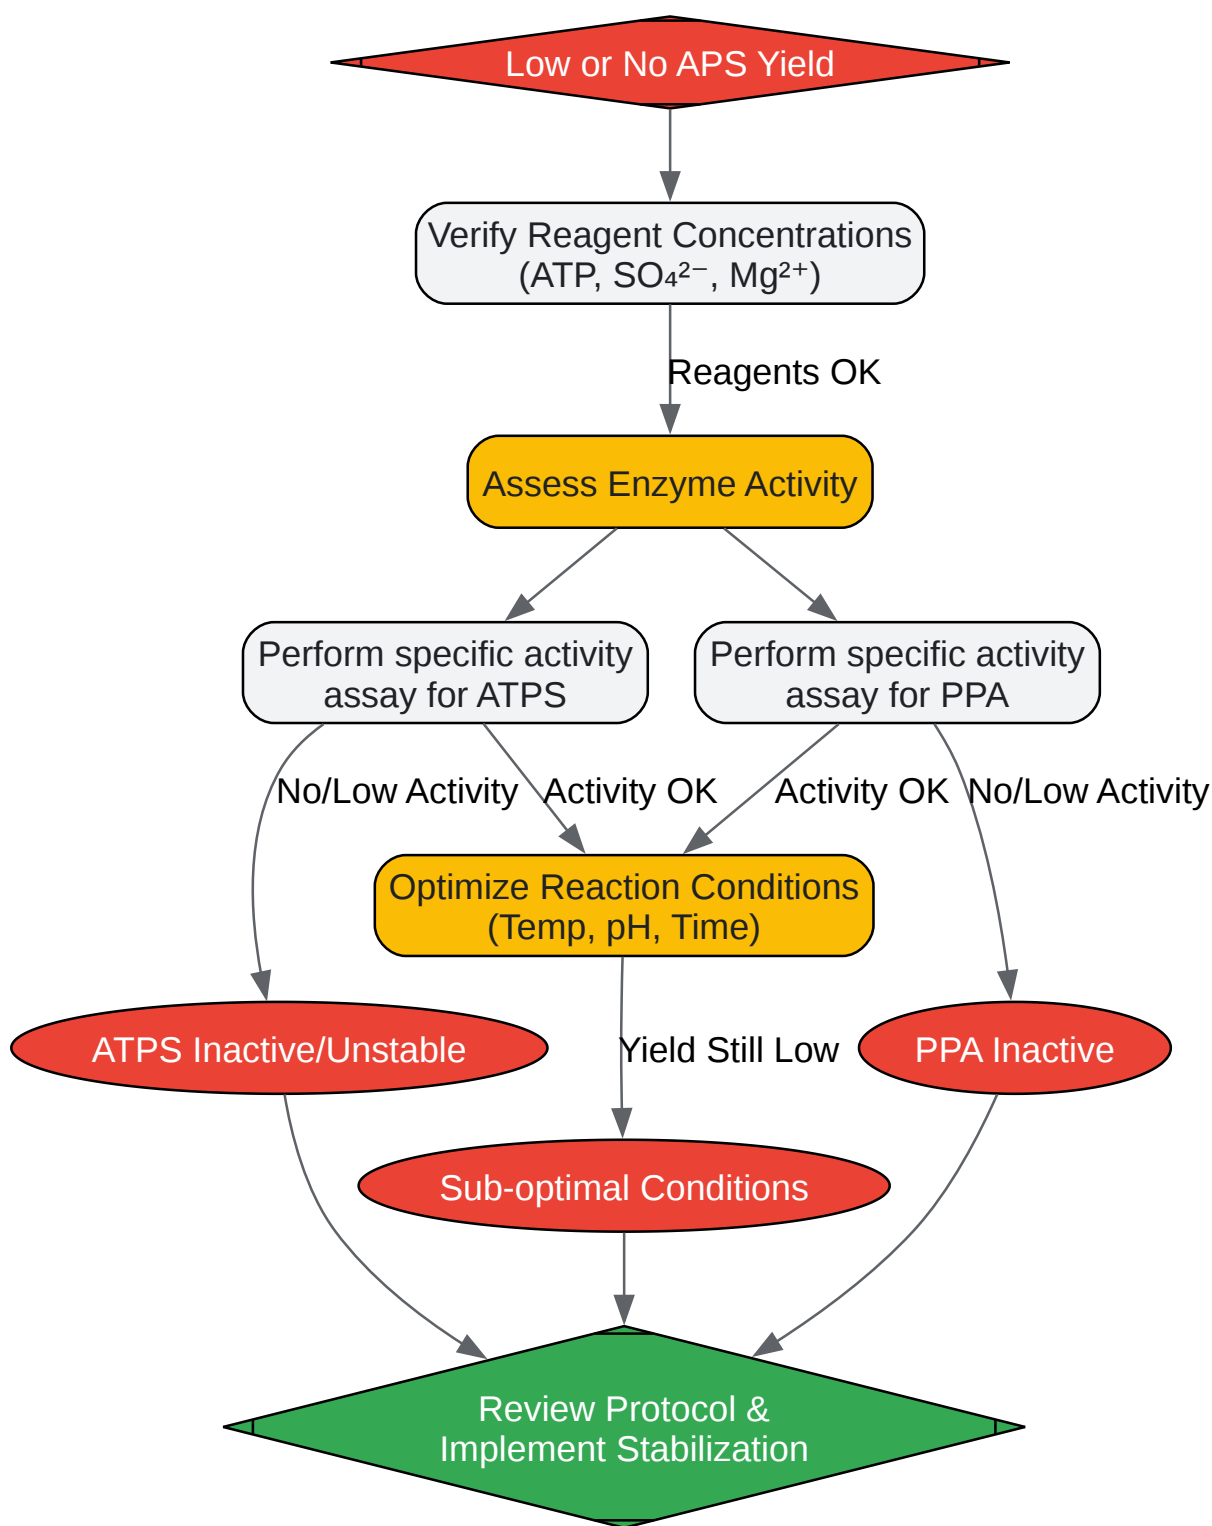 Low or No APS Yield
Verify Reagent Concentrations
(ATP, SO₄²⁻, Mg²⁺)
Reagents OK
Assess Enzyme Activity
Perform specific activity
assay for ATPS
Perform specific activity
assay for PPA
No/Low Activity
Activity OK
Activity OK
No/Low Activity
Optimize Reaction Conditions
(Temp, pH, Time)
ATPS Inactive/Unstable
Yield Still Low
PPA Inactive
Sub-optimal Conditions
Review Protocol &
Implement Stabilization